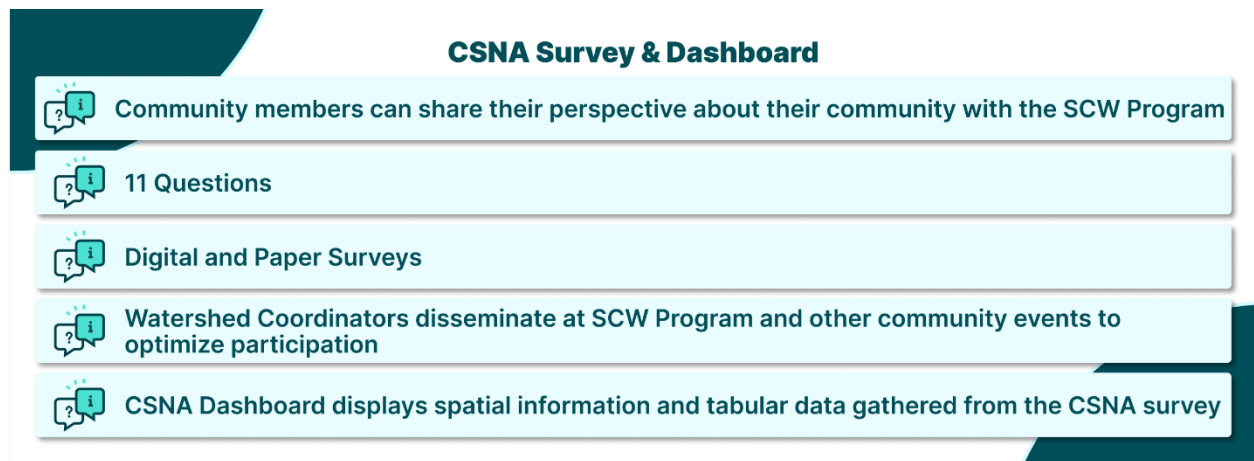 CSNA Survey & Dashboard
Community members can share their perspective about their community with the SCW Program
11 Questions
Digital and Paper Surveys
Watershed Coordinators disseminate at SCW Program and other community events to
optimize participation
CSNA Dashboard displays spatial information and tabular data gathered from the CSNA survey